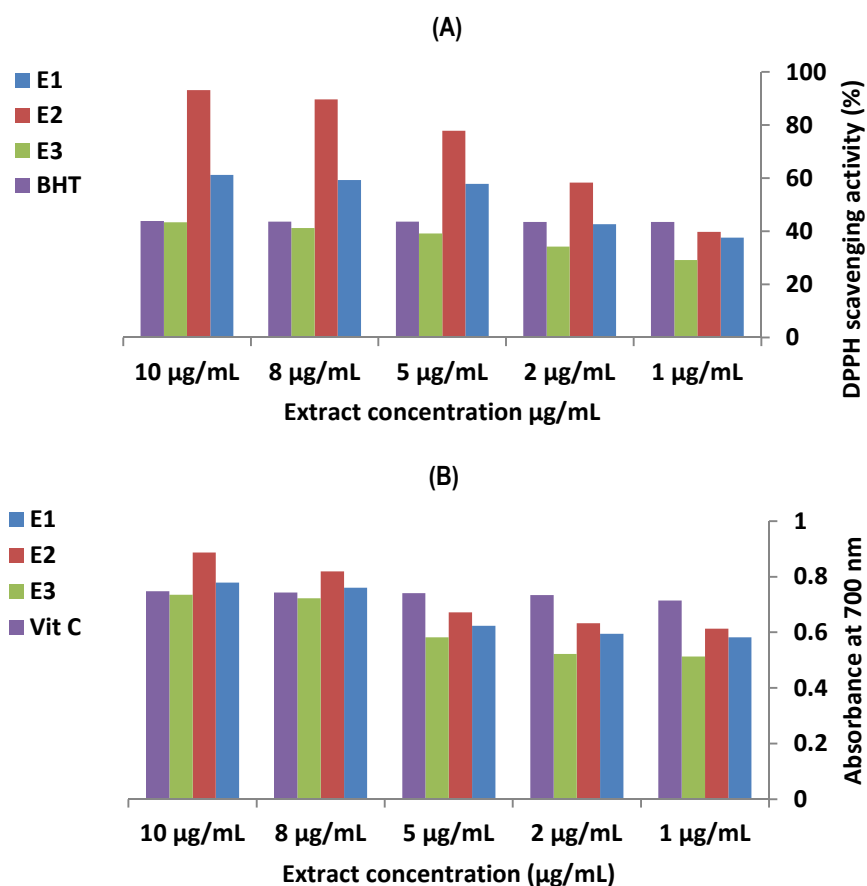 (A)
E1
E2
E3
BHT
100
80
60
40
20
0
DPPH scavenging activity (%)
10 µg/mL 8 µg/mL 5 µg/mL 2 µg/mL 1 µg/mL
Extract concentration µg/mL
(B)
E1
E2
E3
Vit C
1
0.8
0.6
0.4
0.2
0
Absorbance at 700 nm
10 µg/mL 8 µg/mL 5 µg/mL 2 µg/mL 1 µg/mL
Extract concentration (µg/mL)